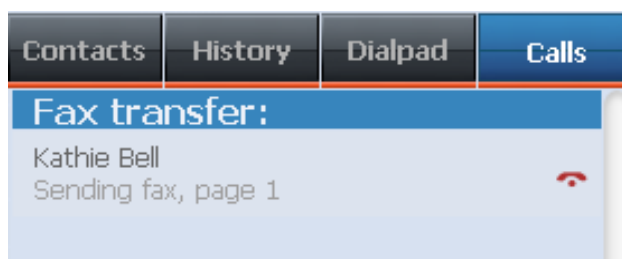 Contacts History Dialpad Calls
Fax transfer:
Kathie Bell
Sending fax, page 1